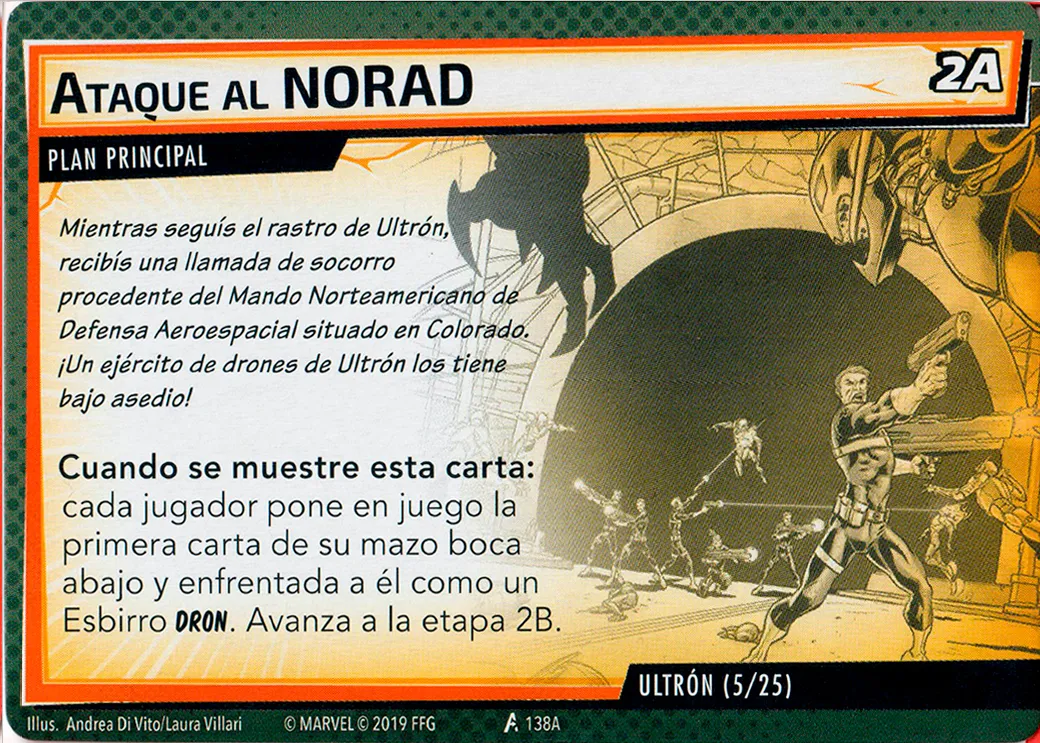 ATAQUE AL NORAD
2A
PLAN PRINCIPAL
Mientras seguís el rastro de Ultrón,
recibís una llamada de socorro
procedente del Mando Norteamericano de
Defensa Aeroespacial situado en Colorado.
¡Un ejército de drones de Ultrón los tiene
bajo asedio!
Cuando se muestre esta carta:
cada jugador pone en juego la
primera carta de su mazo boca
abajo y enfrentada a él como un
Esbirro DRON. Avanza a la etapa 2B.
ULTRÓN (5/25)
Illus. Andrea Di Vito/Laura Villari © MARVEL © 2019 FFG 138A